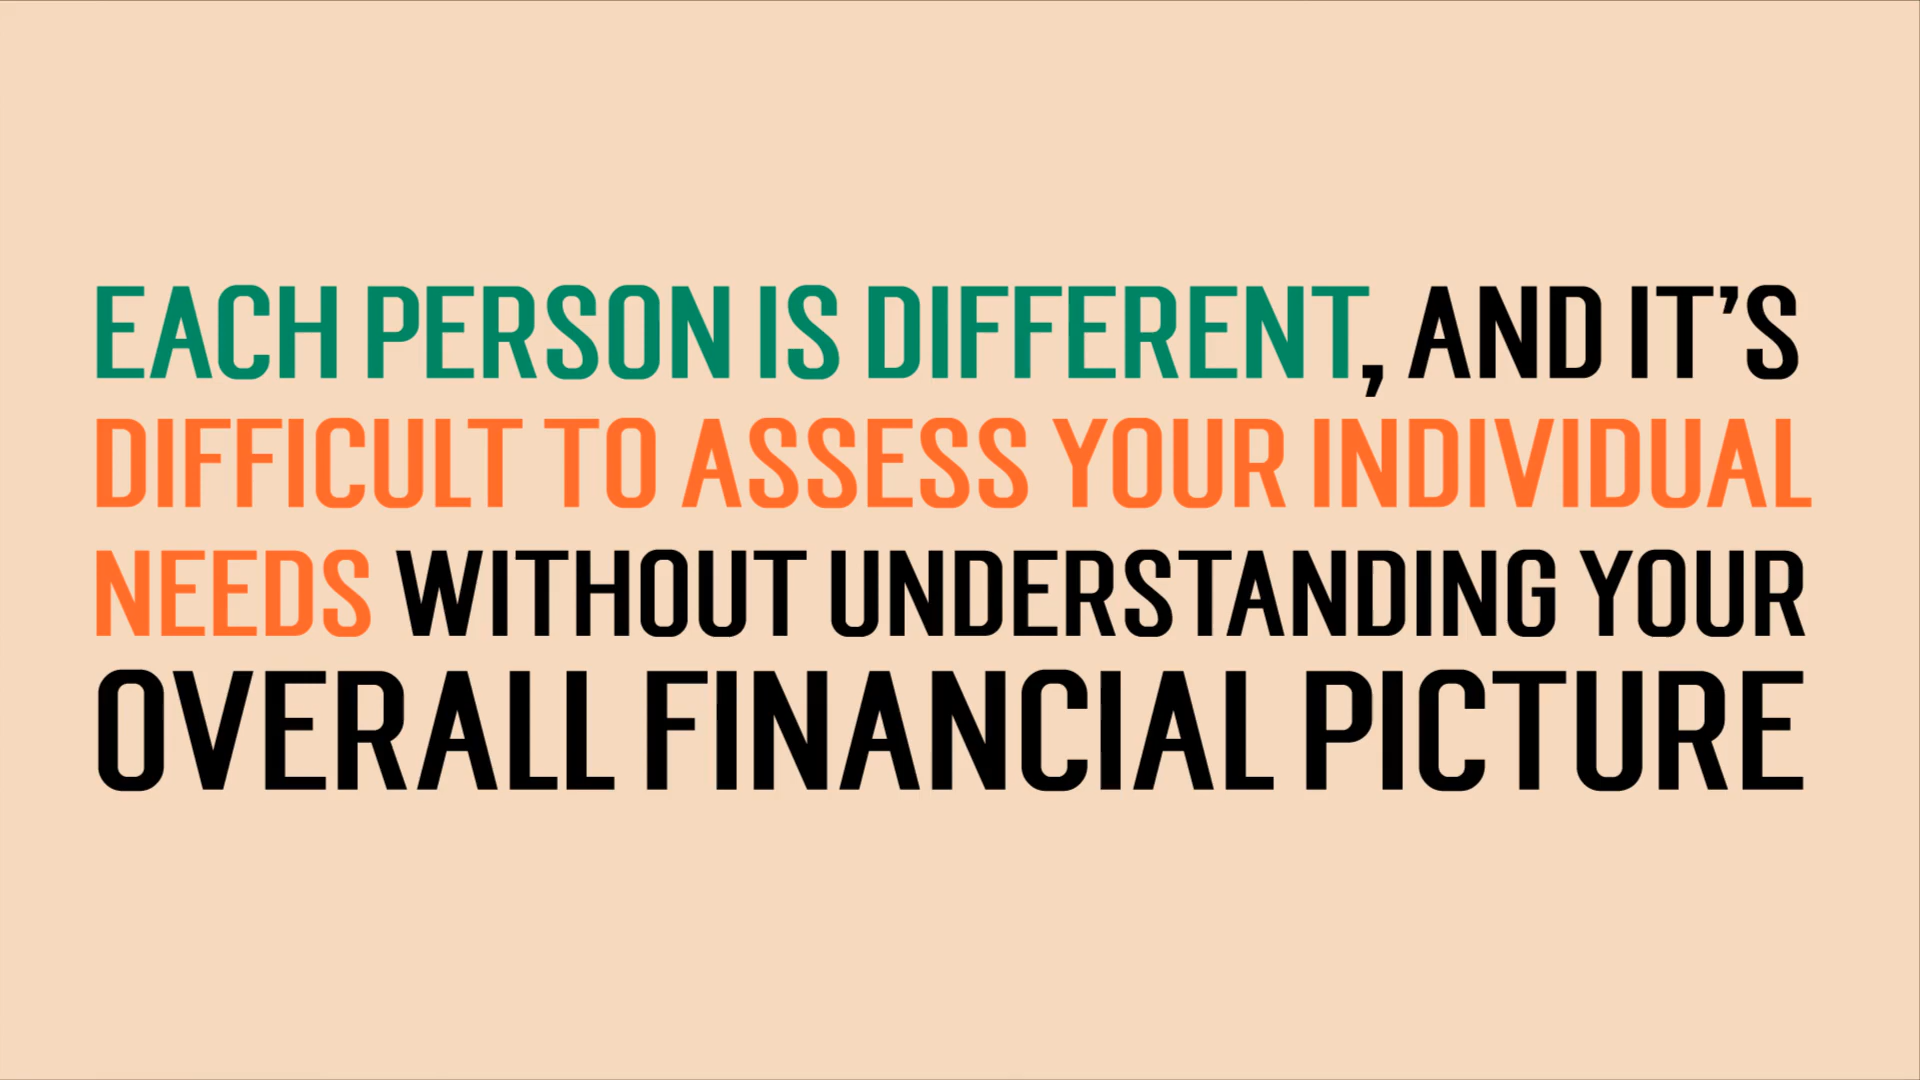 EACH PERSON IS DIFFERENT, AND IT’S
DIFFICULT TO ASSESS YOUR INDIVIDUAL
NEEDS WITHOUT UNDERSTANDING YOUR
OVERALL FINANCIAL PICTURE